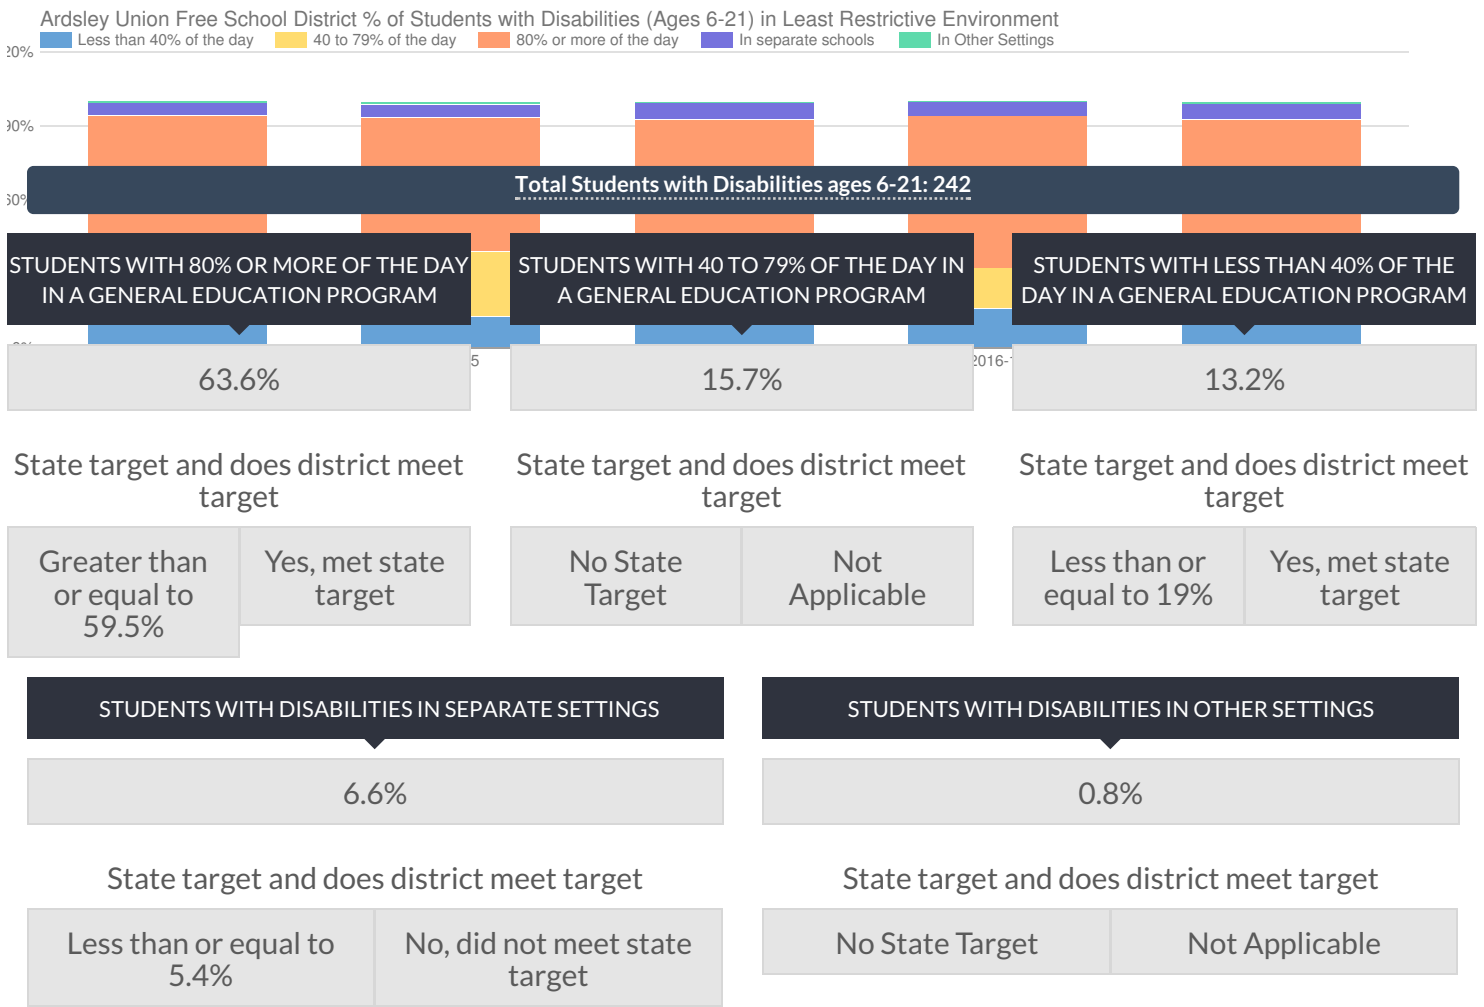 Ardsley Union Free School District % of Students with Disabilities (Ages 6-21) in Least Restrictive Environment
Less than 40% of the day 40 to 79% of the day 80% or more of the day In separate schools In Other Settings
20%
90%
60%
Total Students with Disabilities ages 6-21: 242
STUDENTS WITH 80% OR MORE OF THE DAY
IN A GENERAL EDUCATION PROGRAM
STUDENTS WITH 40 TO 79% OF THE DAY IN
A GENERAL EDUCATION PROGRAM
STUDENTS WITH LESS THAN 40% OF THE
DAY IN A GENERAL EDUCATION PROGRAM
5
2016-
63.6%
15.7%
13.2%
State target and does district meet
target
State target and does district meet
target
State target and does district meet
target
Greater than
or equal to
59.5%
Yes, met state
target
No State
Target
Not
Applicable
Less than or
equal to 19%
Yes, met state
target
STUDENTS WITH DISABILITIES IN SEPARATE SETTINGS
STUDENTS WITH DISABILITIES IN OTHER SETTINGS
6.6%
0.8%
State target and does district meet target
State target and does district meet target
Less than or equal to
5.4%
No, did not meet state
target
No State Target
Not Applicable